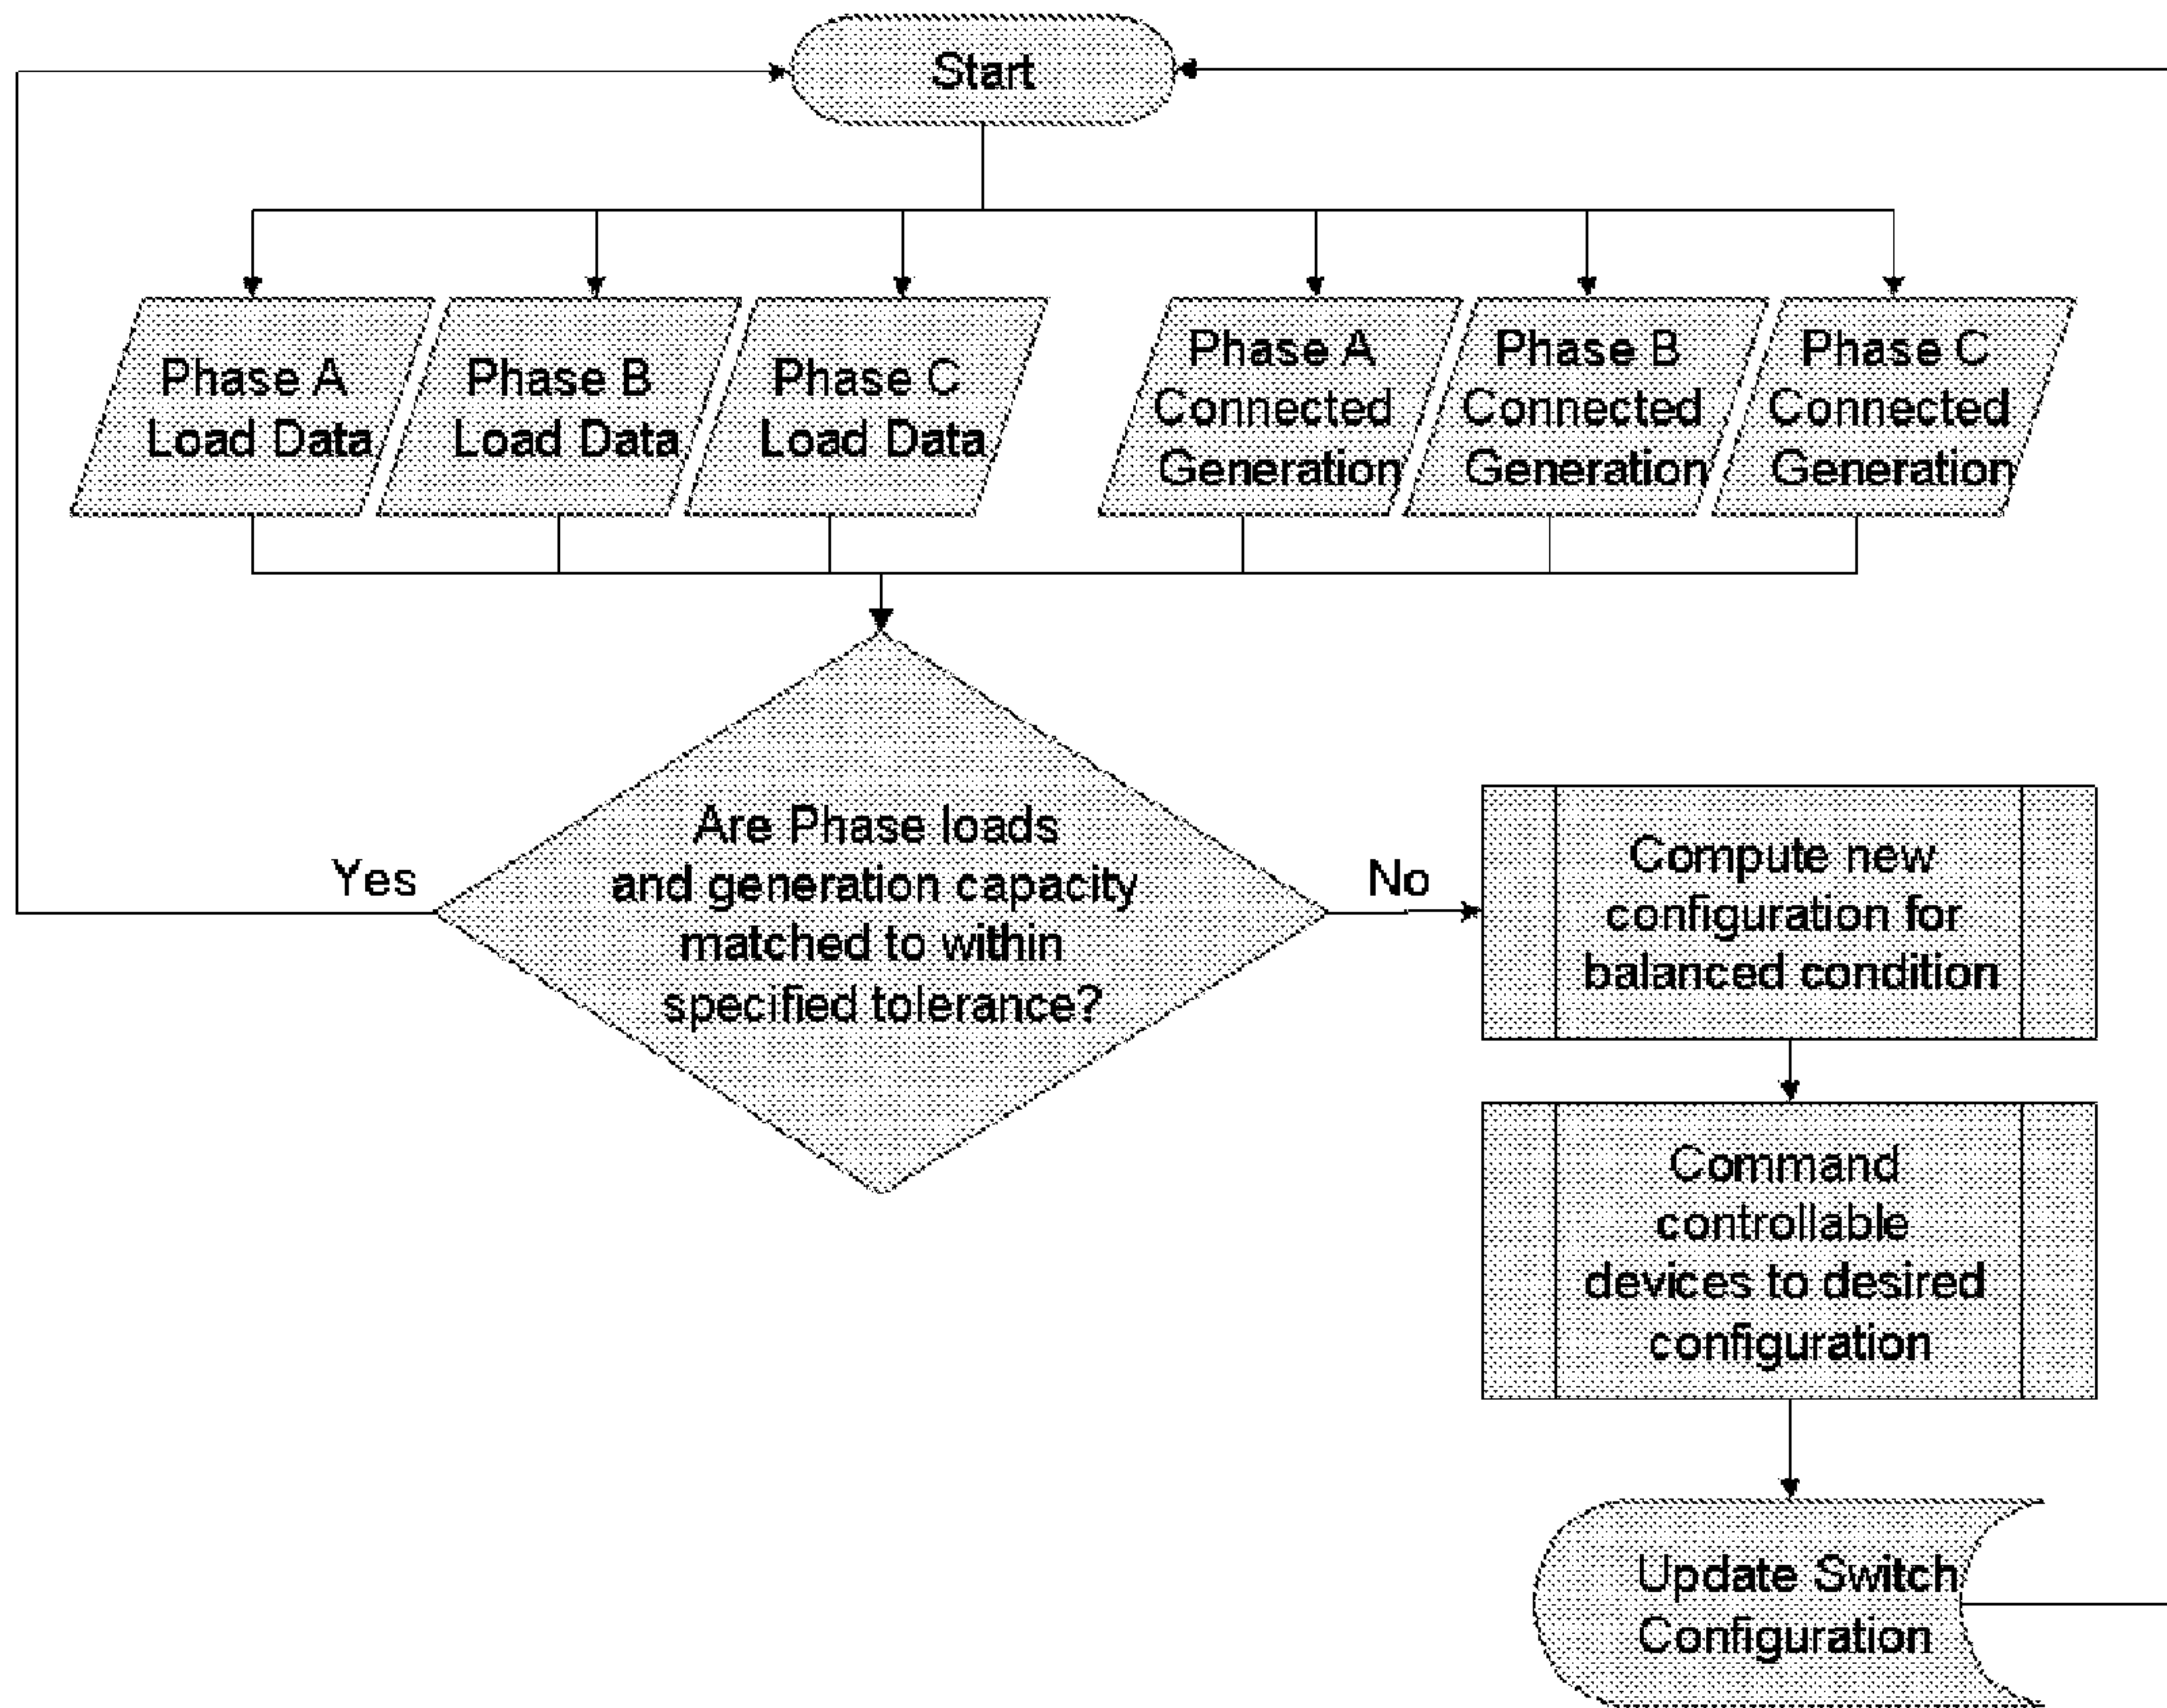 Start
Phase A
Load Data
Phase B
Load Data
Phase C
Load Data
Phase A
Connected
Generation
Phase B
Connected
Generation
Phase C
Connected
Generation
Are Phase loads
and generation capacity
matched to within
specified tolerance?
Yes
No
Compute new
configuration for
balanced condition
Command
controllable
devices to desired
configuration
Update Switch
Configuration